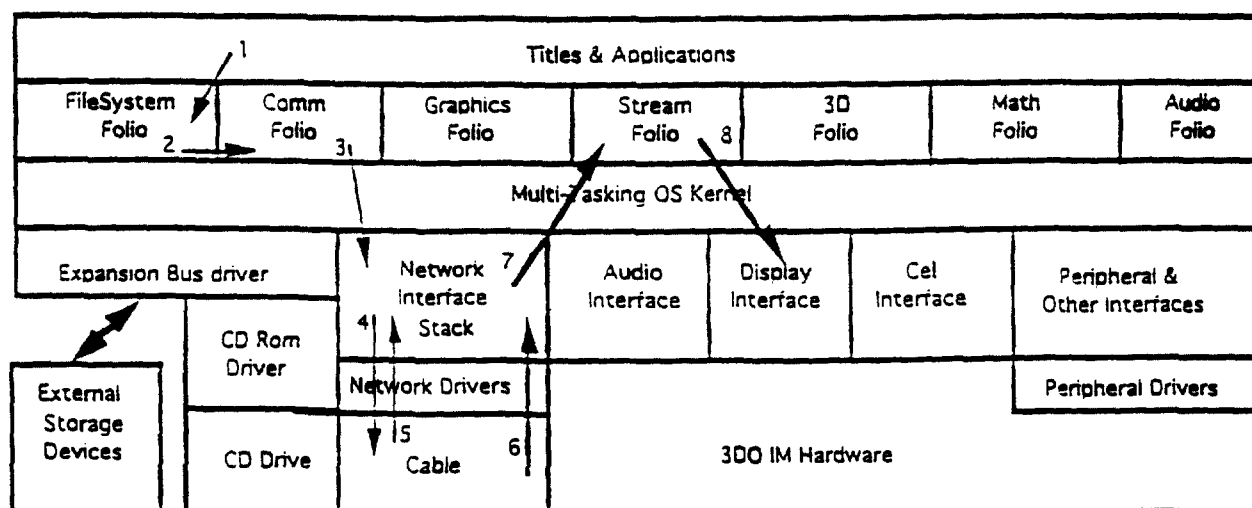 1
Titles & Applications
FileSystem
Folio
Comm
Folio
Graphics
Folio
Stream
Folio
3D
Folio
Math
Folio
Audio
Folio
2
3
8
Multi-Tasking OS Kernel
Expansion Bus driver
Network
Interface
Stack
7
Audio
Interface
Display
Interface
Cel
Interface
Peripheral &
Other Interfaces
4
CD Rom
Driver
Network Drivers
Peripheral Drivers
External
Storage
Devices
5
6
CD Drive
Cable
3DO IM Hardware